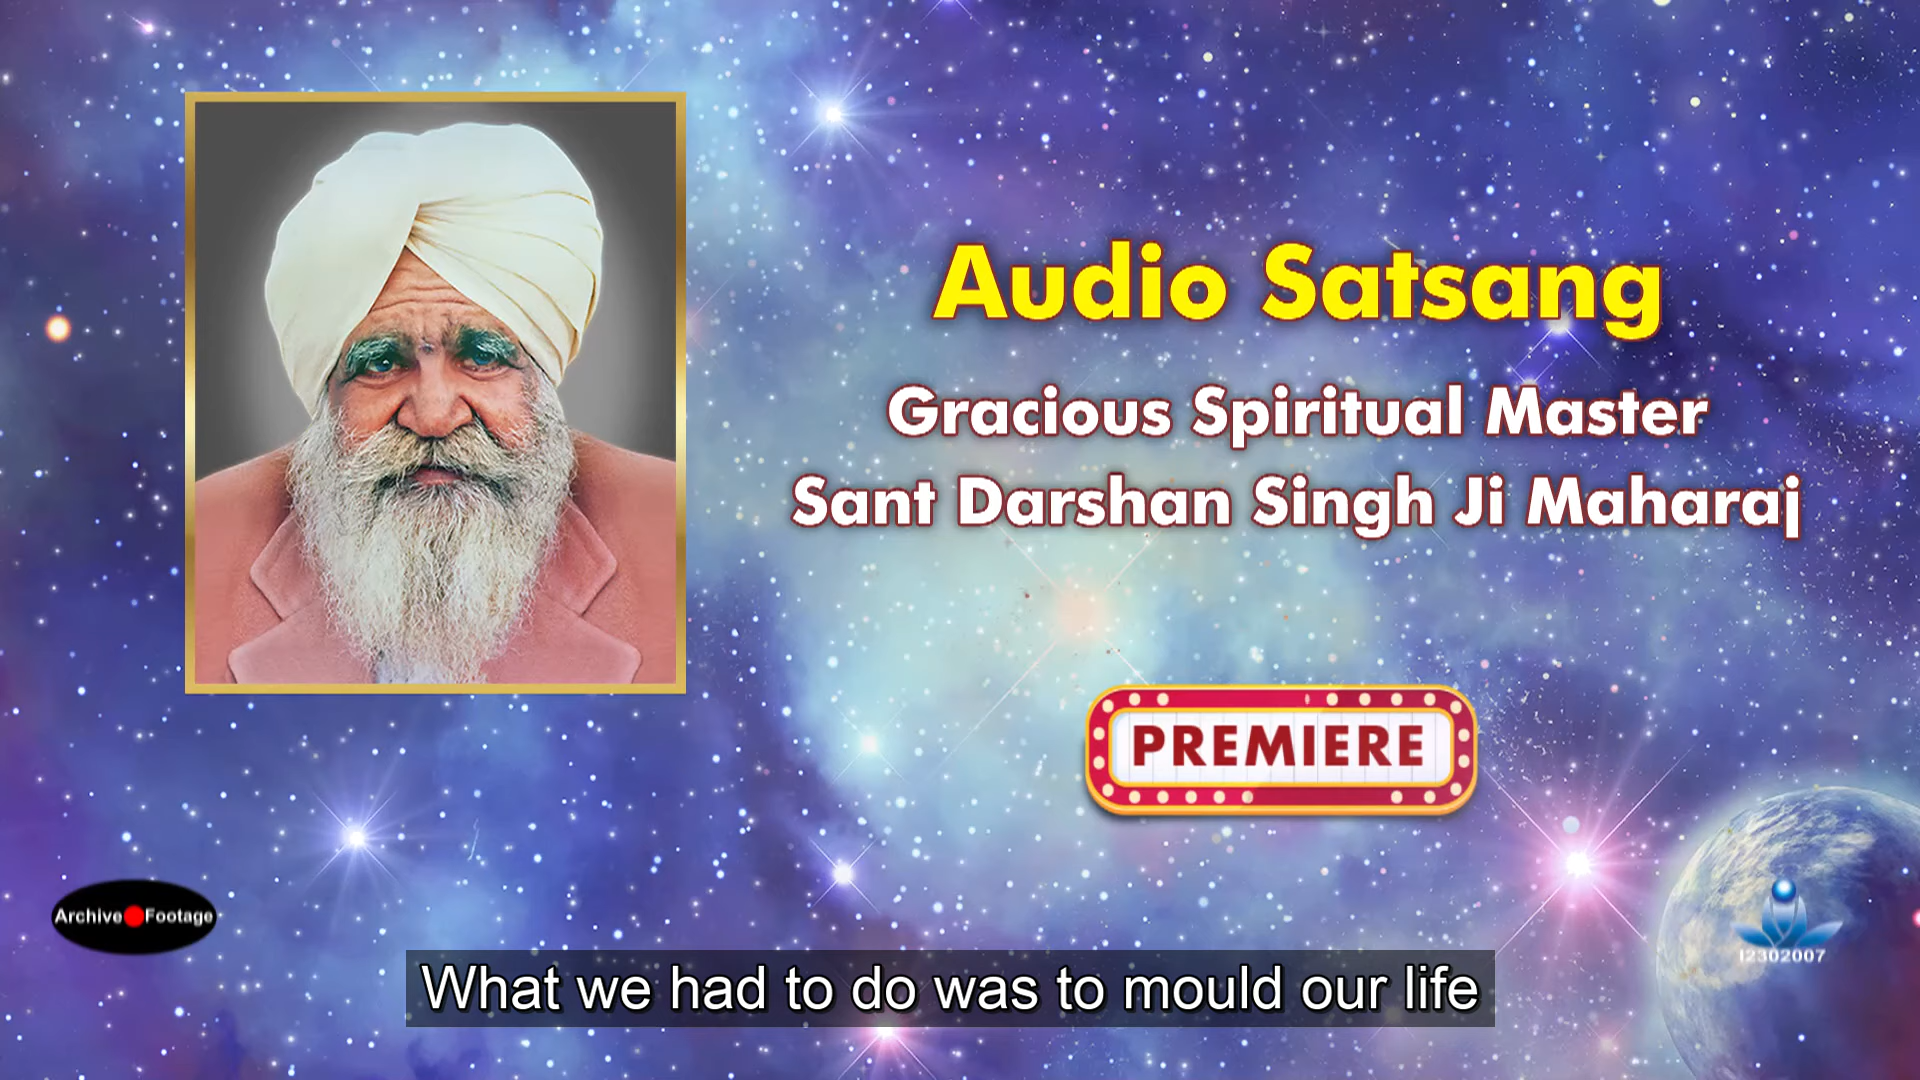 Audio Satsang
Gracious Spiritual Master
Sant Darshan Singh Ji Maharaj
PREMIERE
Archive Footage
I2302007
What we had to do was to mould our life